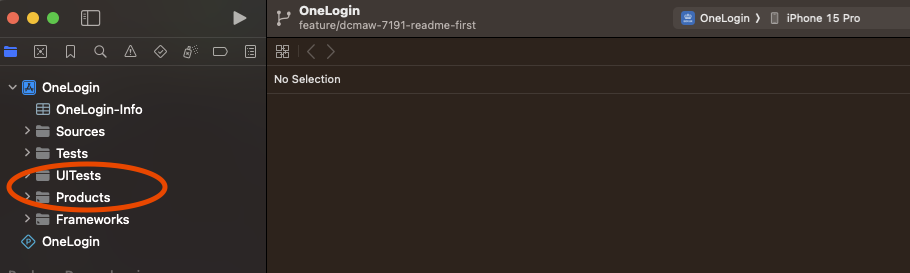 OneLogin
feature/dcmaw-7191-readme-first
OneLogin
iPhone 15 Pro
No Selection
OneLogin
OneLogin-Info
Sources
Tests
UITests
Products
Frameworks
OneLogin